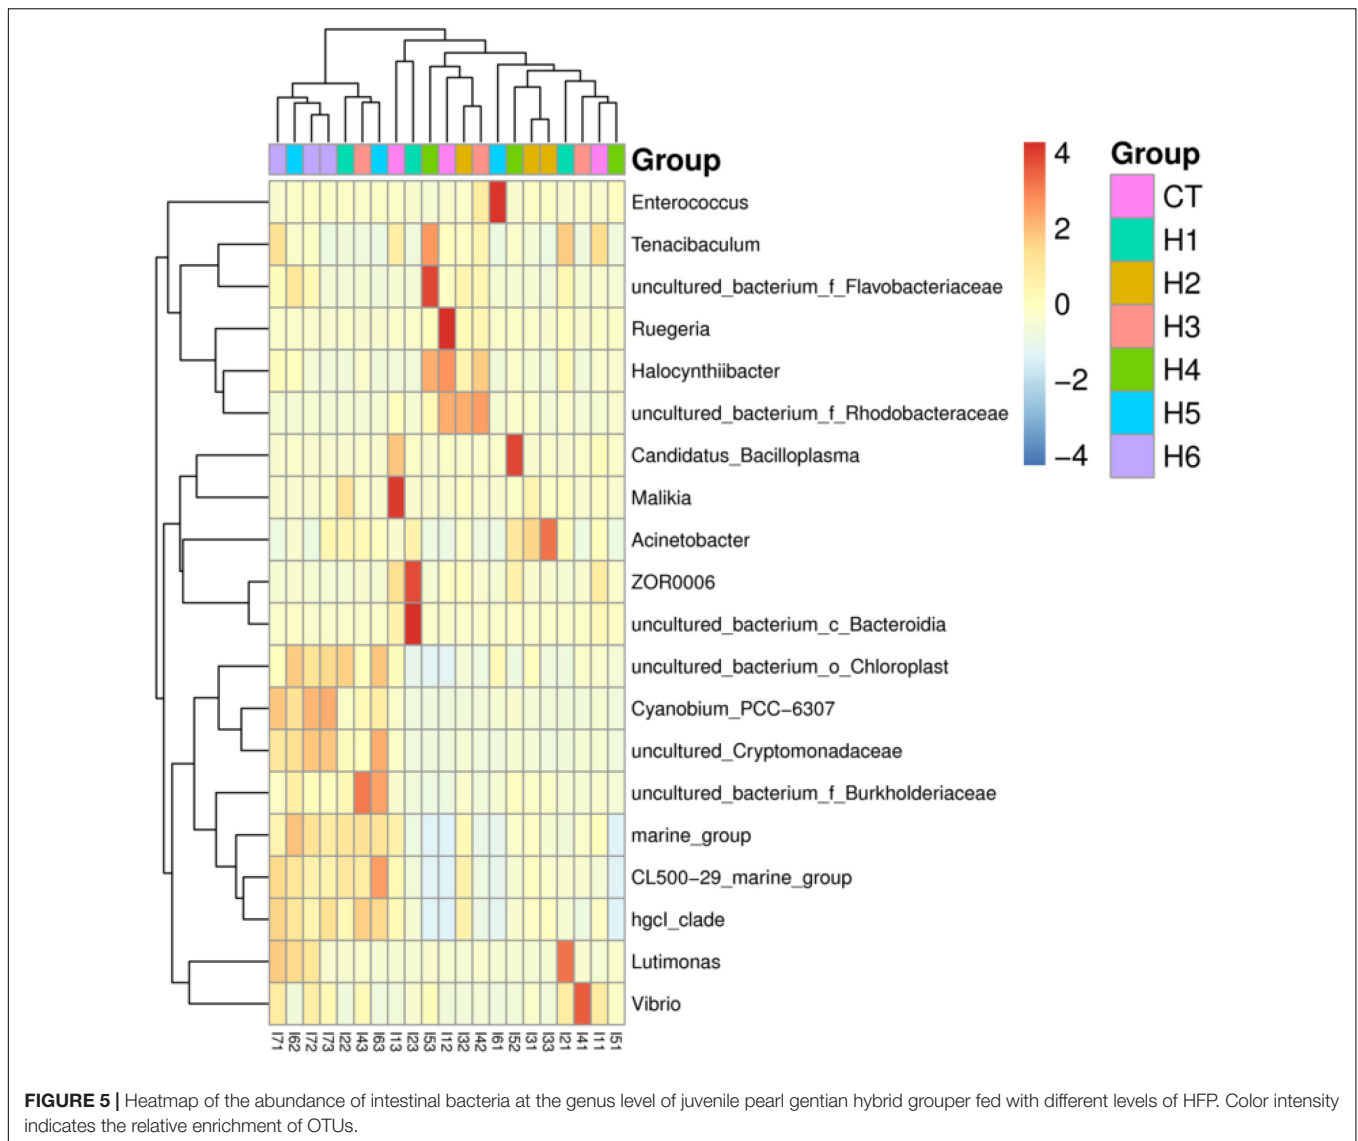 Group
Enterococcus
Tenacibaculum
uncultured_bacterium_f_Flavobacteriaceae
Ruegeria
Halocynthiibacter
uncultured_bacterium_f_Rhodobacteraceae
Candidatus_Bacilloplasma
Malikia
Acinetobacter
ZOR0006
uncultured_bacterium_c_Bacteroidia
uncultured_bacterium_o_Chloroplast
Cyanobium_PCC−6307
uncultured_Cryptomonadaceae
uncultured_bacterium_f_Burkholderiaceae
marine_group
CL500−29_marine_group
hgcI_clade
Lutimonas
Vibrio
4
2
0
−2
−4
Group
CT
H1
H2
H3
H4
H5
H6
I71 I62 I72 I73 I22 I43 I63 I13 I23 I53 I12 I32 I42 I61 I52 I31 I33 I21 I41 I11 I51
FIGURE 5 | Heatmap of the abundance of intestinal bacteria at the genus level of juvenile pearl gentian hybrid grouper fed with different levels of HFP. Color intensity
indicates the relative enrichment of OTUs.